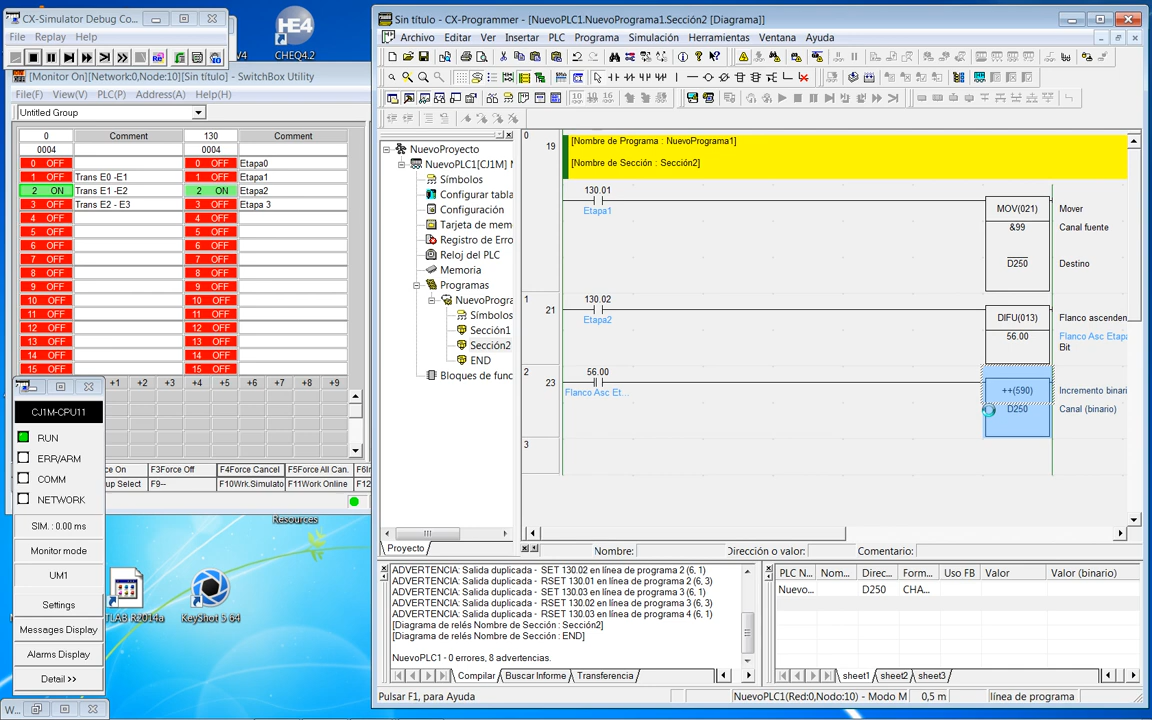 CX-Simulator Debug Co...
File Replay Help
V4
HE4
CHEQ4.2
[Monitor On][Network:0,Node:10][Sin título] - SwitchBox Utility
File(F) View(V) PLC(P) Address(A) Help(H)
Untitled Group
0 Comment 130 Comment
0004 0004
0 OFF 0 OFF Etapa0
1 OFF Trans E0 -E1 1 OFF Etapa1
2 ON Trans E1 -E2 2 ON Etapa2
3 OFF Trans E2 - E3 3 OFF Etapa 3
4 OFF 4 OFF
5 OFF 5 OFF
6 OFF 6 OFF
7 OFF 7 OFF
8 OFF 8 OFF
9 OFF 9 OFF
10 OFF 10 OFF
11 OFF 11 OFF
12 OFF 12 OFF
13 OFF 13 OFF
14 OFF 14 OFF
15 OFF 15 OFF
+1 +2 +3 +4 +5 +6 +7 +8 +9
ce On F3Force Off F4Force Cancel F5Force All Can. F6In
up Select F9-- F10Wrk.Simulato F11Work Online F12
CJ1M-CPU11
RUN
ERR/ARM
COMM
NETWORK
SIM. : 0.00 ms
Monitor mode
UM1
Settings
Messages Display
Alarms Display
Detail >>
W...
Resources
TLAB R2014a
KeyShot 5 64
Sin título - CX-Programmer - [NuevoPLC1.NuevoPrograma1.Sección2 [Diagrama]]
Archivo Editar Ver Insertar PLC Programa Simulación Herramientas Ventana Ayuda
NuevoProyecto
NuevoPLC1[CJ1M]
Símbolos
Configurar tabla
Configuración
Tarjeta de mem
Registro de Erro
Reloj del PLC
Memoria
Programas
NuevoProgra
Símbolos
Sección1
Sección2
END
Bloques de func
Proyecto
0
19
[Nombre de Programa : NuevoPrograma1]
[Nombre de Sección : Sección2]
130.01
Etapa1
MOV(021) Mover
&99 Canal fuente
D250 Destino
1
21
130.02
Etapa2
DIFU(013) Flanco ascenden
56.00 Flanco Asc Etapa
Bit
2
23
56.00
Flanco Asc Et...
++(590) Incremento binari
D250 Canal (binario)
3
Nombre: Dirección o valor: Comentario:
ADVERTENCIA: Salida duplicada - SET 130.02 en línea de programa 2 (6, 1)
ADVERTENCIA: Salida duplicada - RSET 130.01 en línea de programa 2 (6, 3)
ADVERTENCIA: Salida duplicada - SET 130.03 en línea de programa 3 (6, 1)
ADVERTENCIA: Salida duplicada - RSET 130.02 en línea de programa 3 (6, 3)
ADVERTENCIA: Salida duplicada - RSET 130.03 en línea de programa 4 (6, 1)
[Diagrama de relés Nombre de Sección : Sección2]
[Diagrama de relés Nombre de Sección : END]
NuevoPLC1 - 0 errores, 8 advertencias.
Compilar Buscar Informe Transferencia
PLC N... Nom... Direc... Form... Uso FB Valor Valor (binario)
Nuevo... D250 CHA...
sheet1 sheet2 sheet3
Pulsar F1, para Ayuda NuevoPLC1(Red:0,Nodo:10) - Modo M 0,5 m línea de programa